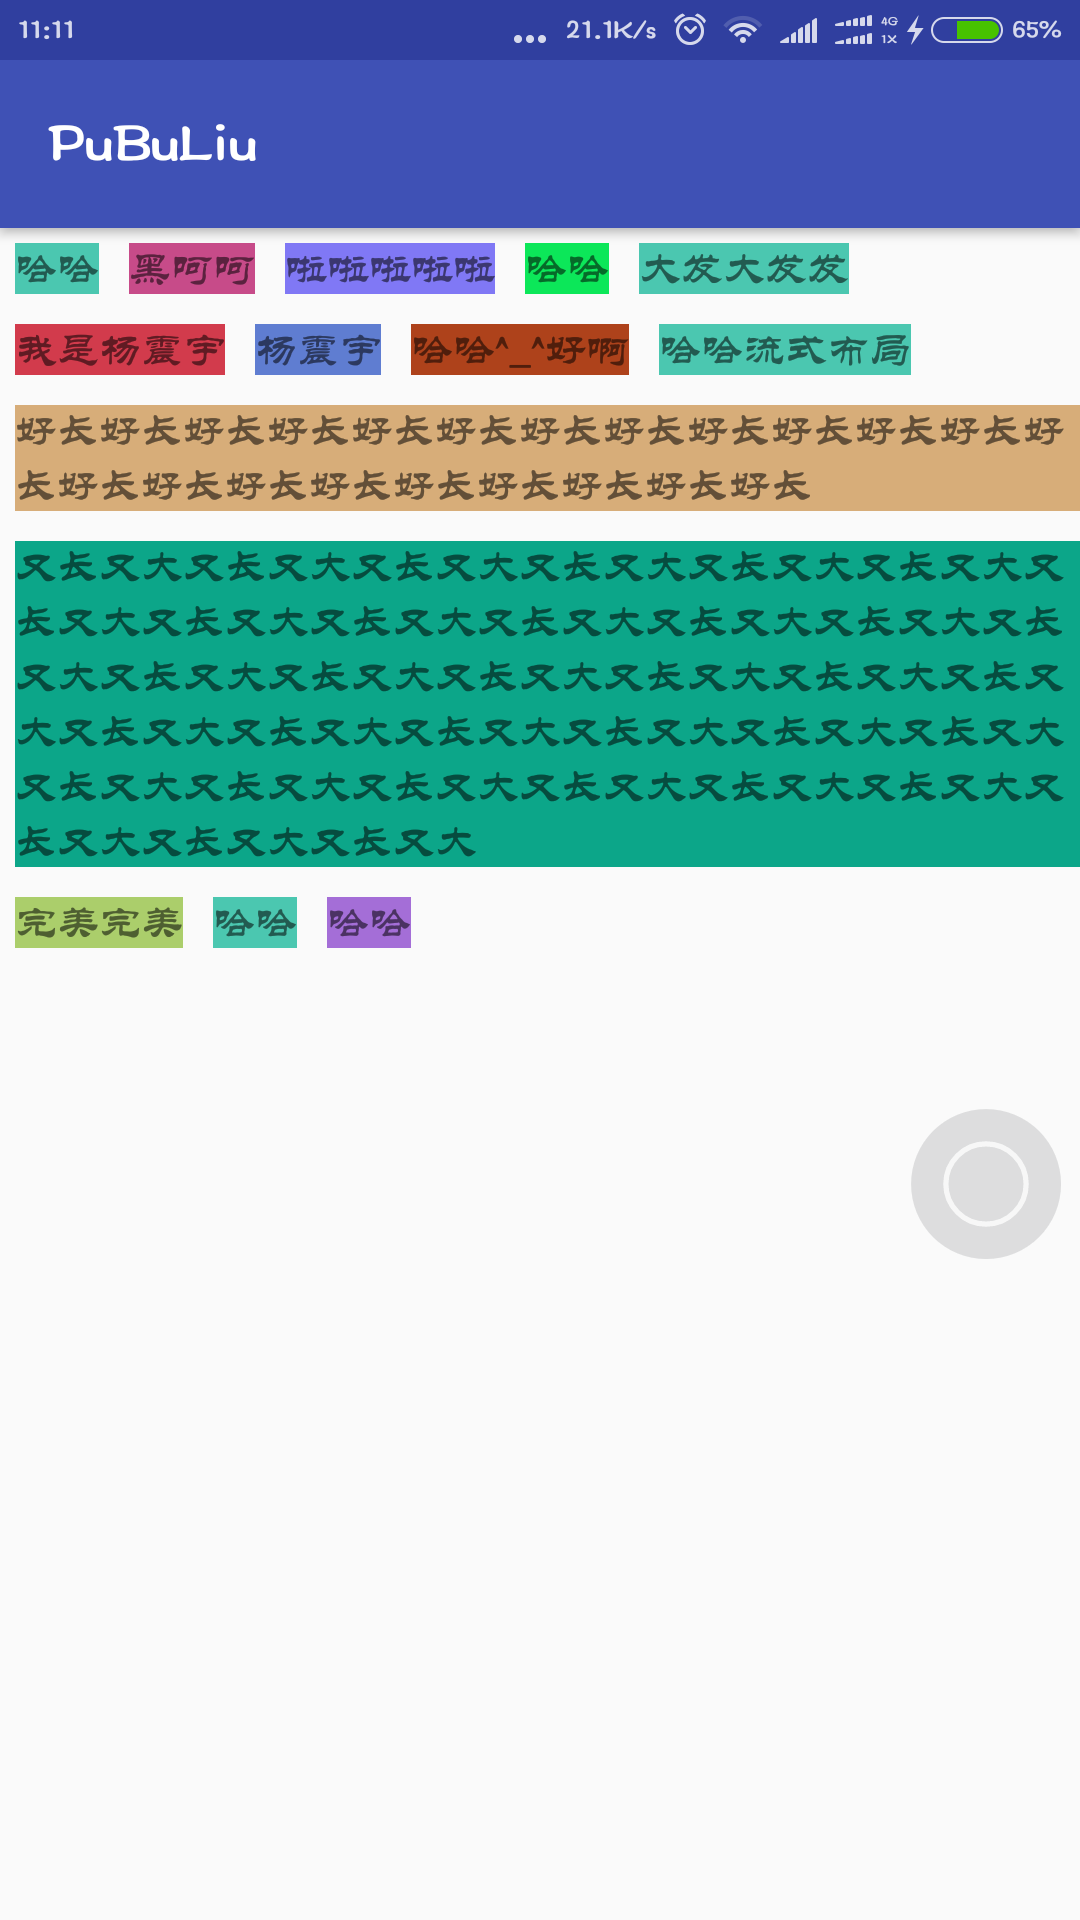 11:11 ... 21.1K/s 4G 1X 65%
PuBuLiu
哈哈 黑呵呵 啦啦啦啦啦 哈哈 大发大发发
我是杨震宇 杨震宇 哈哈^_^好啊 哈哈流式布局
好长好长好长好长好长好长好长好长好长好长好长好长好
长好长好长好长好长好长好长好长好长好长
又长又大又长又大又长又大又长又大又长又大又长又大又
长又大又长又大又长又大又长又大又长又大又长又大又长
又大又长又大又长又大又长又大又长又大又长又大又长又
大又长又大又长又大又长又大又长又大又长又大又长又大
又长又大又长又大又长又大又长又大又长又大又长又大又
长又大又长又大又长又大
完美完美 哈哈 哈哈